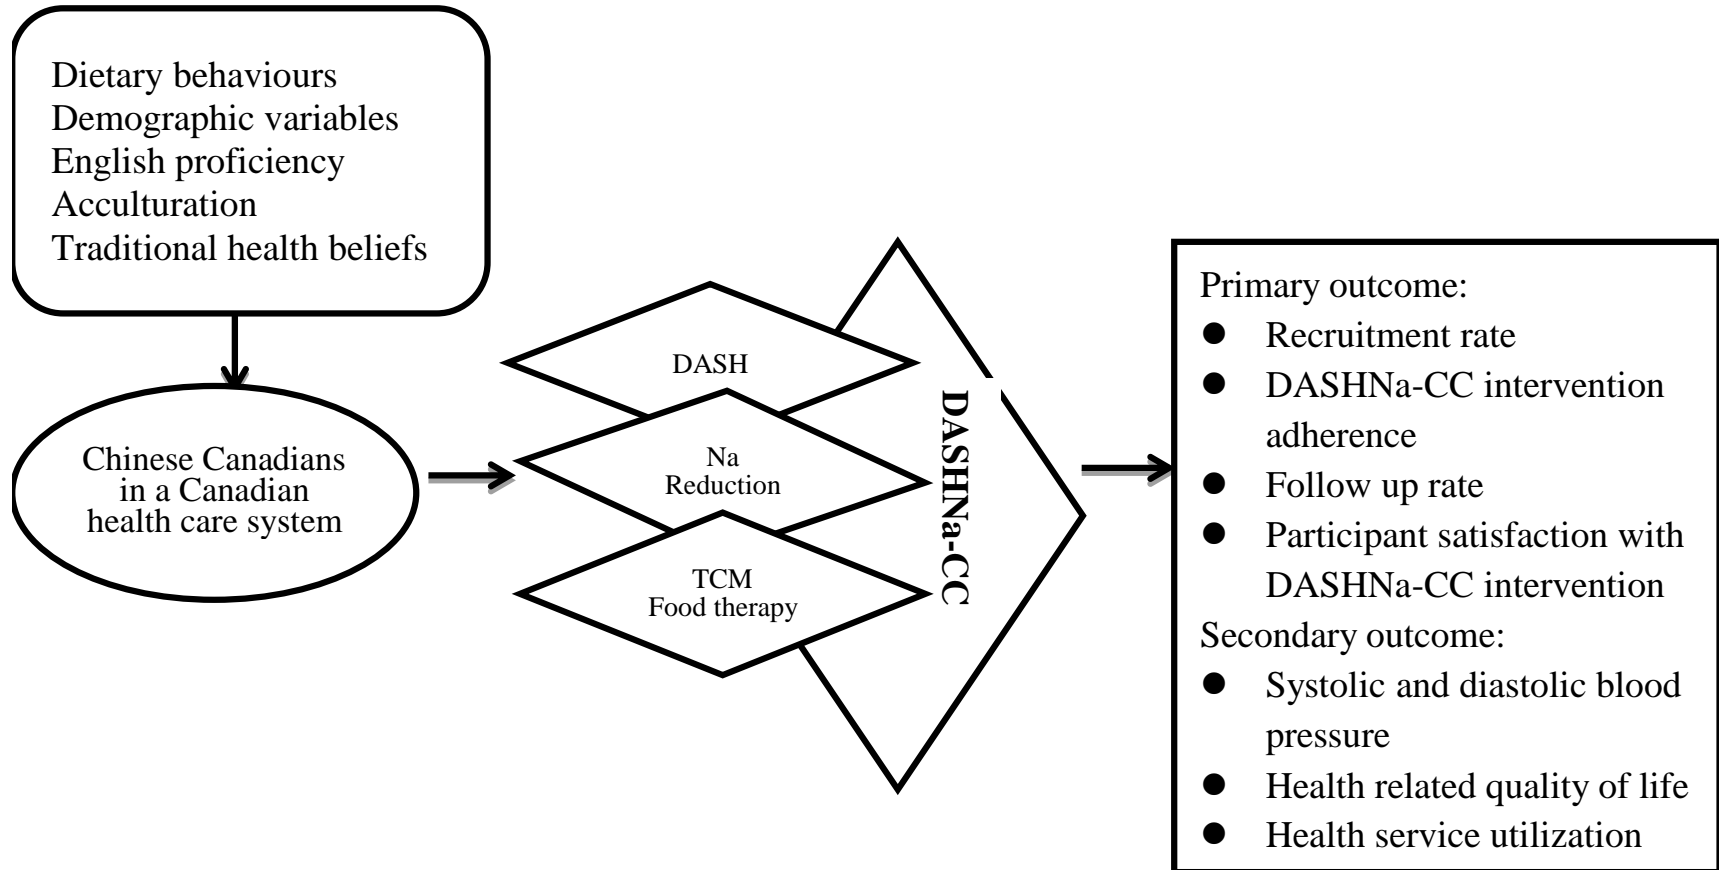 Dietary behaviours
Demographic variables
English proficiency
Acculturation
Traditional health beliefs
Chinese Canadians
in a Canadian
health care system
DASH
Na
Reduction
TCM
Food therapy
DASHNa-CC
Primary outcome:
● Recruitment rate
● DASHNa-CC intervention
adherence
● Follow up rate
● Participant satisfaction with
DASHNa-CC intervention
Secondary outcome:
● Systolic and diastolic blood
pressure
● Health related quality of life
● Health service utilization